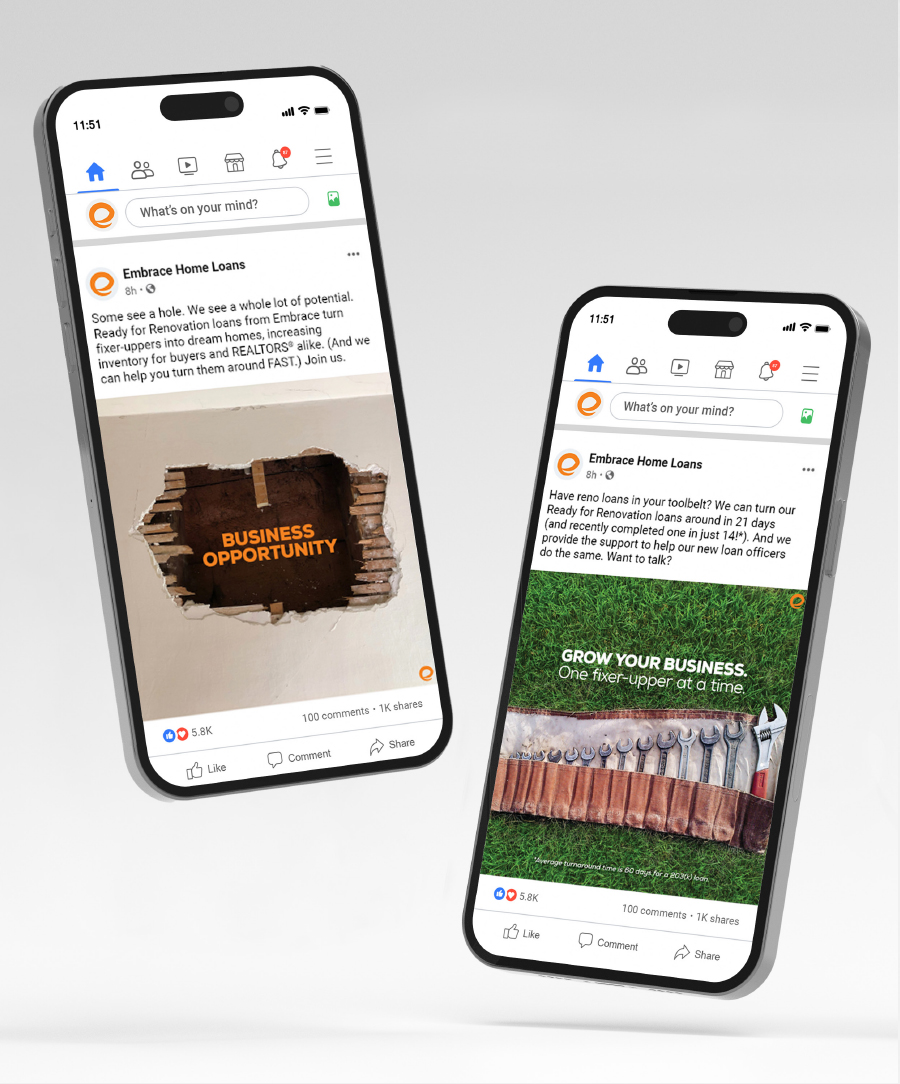 11:51
37
What's on your mind?
Embrace Home Loans
8h •
Some see a hole. We see a whole lot of potential.
Ready for Renovation loans from Embrace turn
fixer-uppers into dream homes, increasing
inventory for buyers and REALTORS® alike. (And we
can help you turn them around FAST.) Join us.
BUSINESS
OPPORTUNITY
5.8K
100 comments • 1K shares
Like
Comment
Share
11:51
37
What's on your mind?
Embrace Home Loans
8h •
Have reno loans in your toolbelt? We can turn our
Ready for Renovation loans around in 21 days
(and recently completed one in just 14!*). And we
provide the support to help our new loan officers
do the same. Want to talk?
GROW YOUR BUSINESS.
One fixer-upper at a time.
*Average turnaround time is 60 days for a 203(k) loan.
5.8K
100 comments • 1K shares
Like
Comment
Share